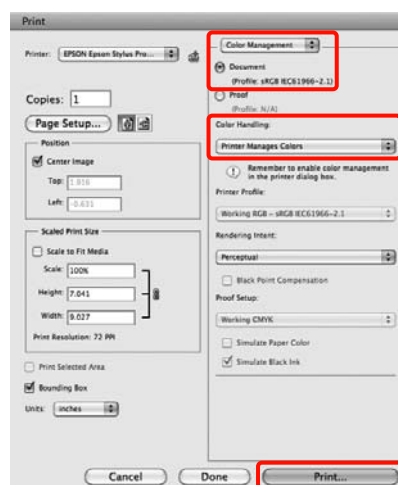 Print
Printer: EPSON Epson Stylus Pro...
Copies: 1
Page Setup...
Position
Center Image
Top: 1.916
Left: -0.631
Scaled Print Size
Scale to Fit Media
Scale: 100%
Height: 7.041
Width: 9.027
Print Resolution: 72 PPI
Print Selected Area
Bounding Box
Units: inches
Color Management
Document
(Profile: sRGB IEC61966-2.1)
Proof
(Profile: N/A)
Color Handling:
Printer Manages Colors
Remember to enable color management
in the printer dialog box.
Printer Profile:
Working RGB - sRGB IEC61966-2.1
Rendering Intent:
Perceptual
Black Point Compensation
Proof Setup:
Working CMYK
Simulate Paper Color
Simulate Black Ink
Cancel
Done
Print...